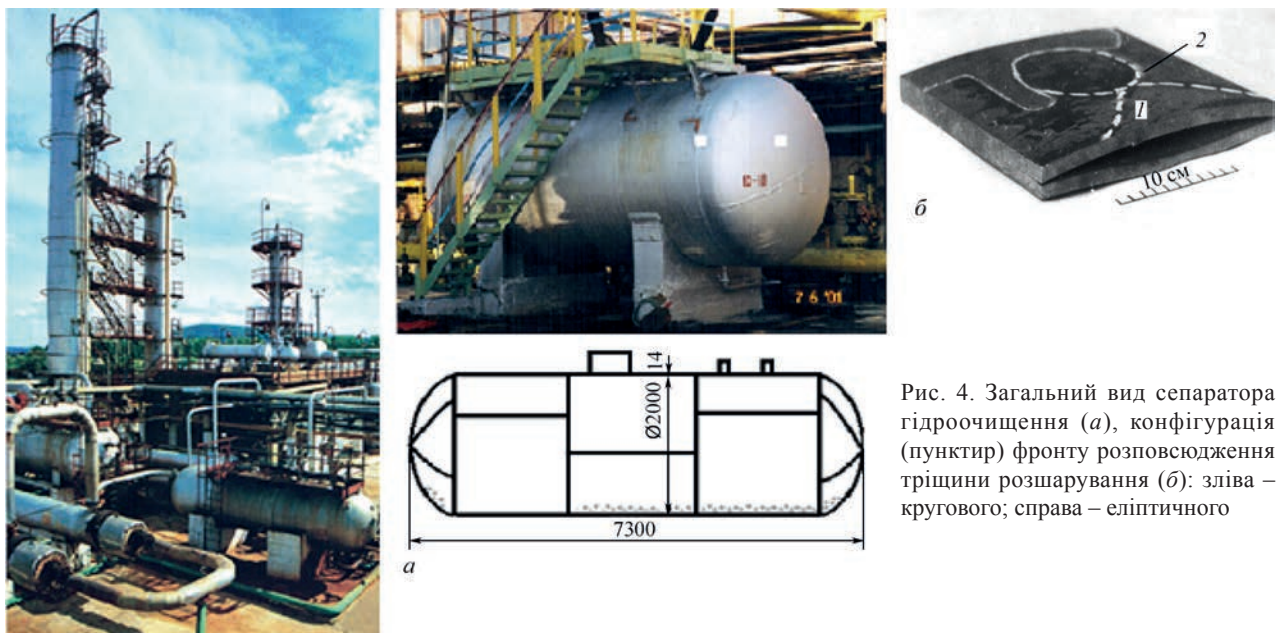 2
1
10 см
б
7 6 '01
14
Ø2000
7300
а
Рис. 4. Загальний вид сепаратора
гідроочищення (а), конфігурація
(пунктир) фронту розповсюдження
тріщини розшарування (б): зліва –
кругового; справа – еліптичного